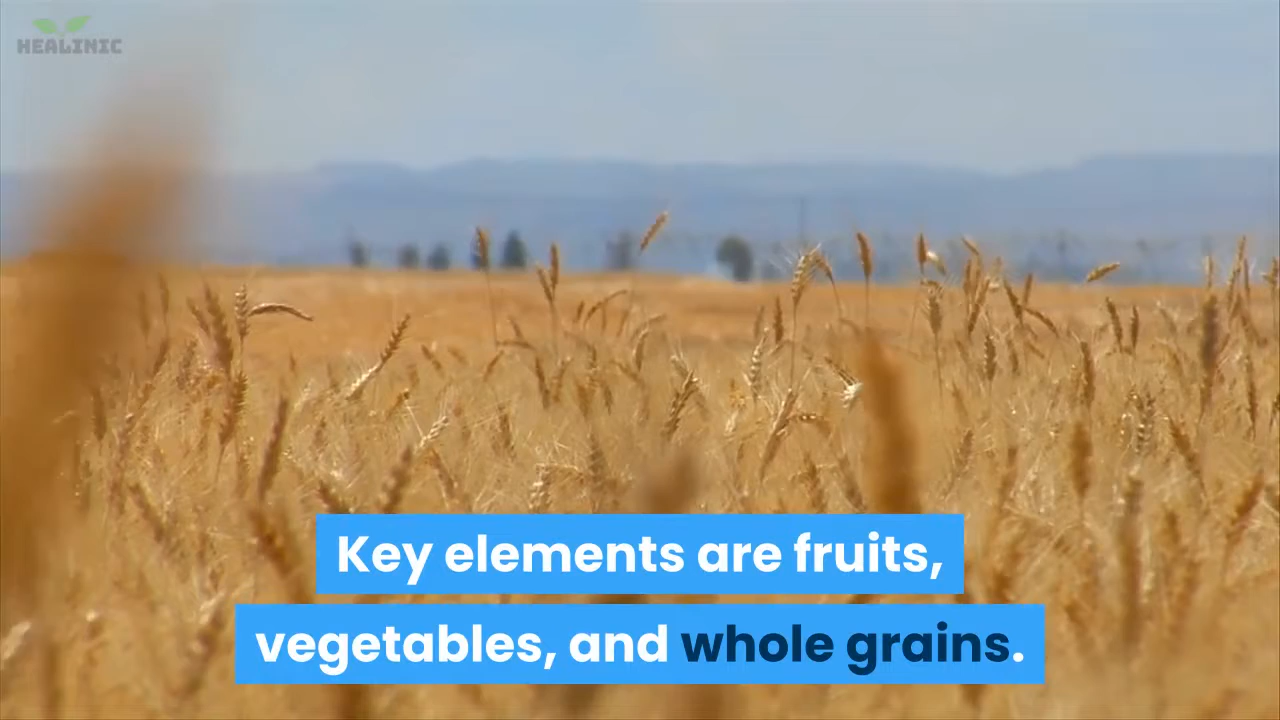 HEALINIC
Key elements are fruits,
vegetables, and whole grains.